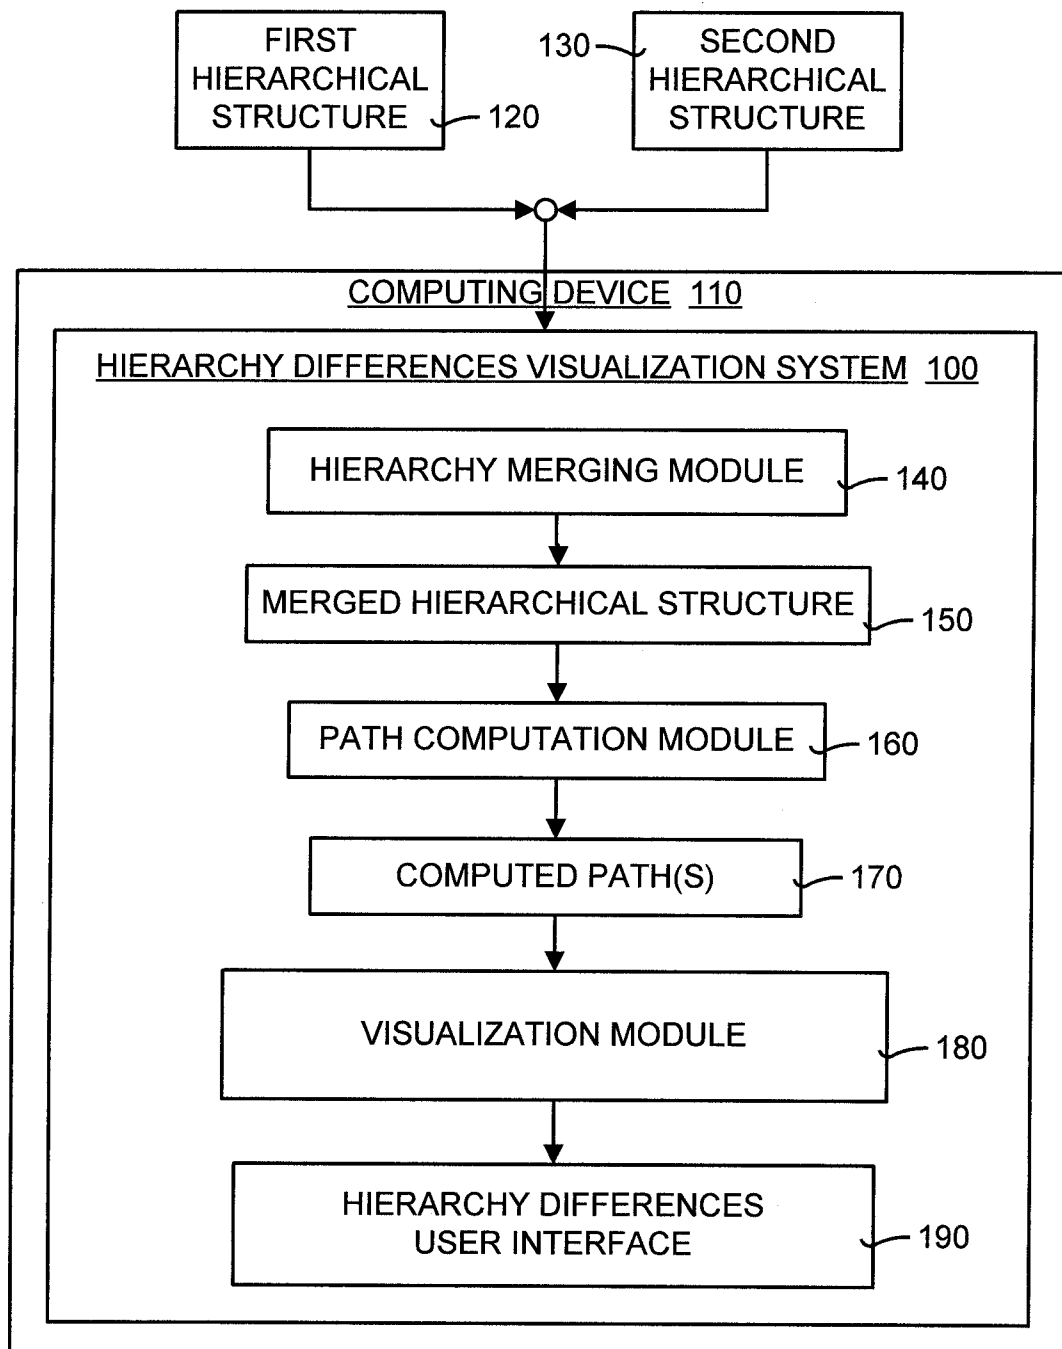 FIRST
HIERARCHICAL
STRUCTURE
120
130
SECOND
HIERARCHICAL
STRUCTURE
COMPUTING DEVICE 110
HIERARCHY DIFFERENCES VISUALIZATION SYSTEM 100
HIERARCHY MERGING MODULE
140
MERGED HIERARCHICAL STRUCTURE
150
PATH COMPUTATION MODULE
160
COMPUTED PATH(S)
170
VISUALIZATION MODULE
180
HIERARCHY DIFFERENCES
USER INTERFACE
190